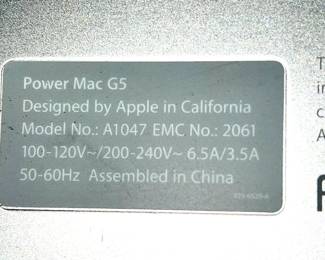 Power Mac G5
Designed by Apple in California
Model No.: A1047 EMC No.: 2061
100-120V~/200-240V~ 6.5A/3.5A
50-60Hz Assembled in China